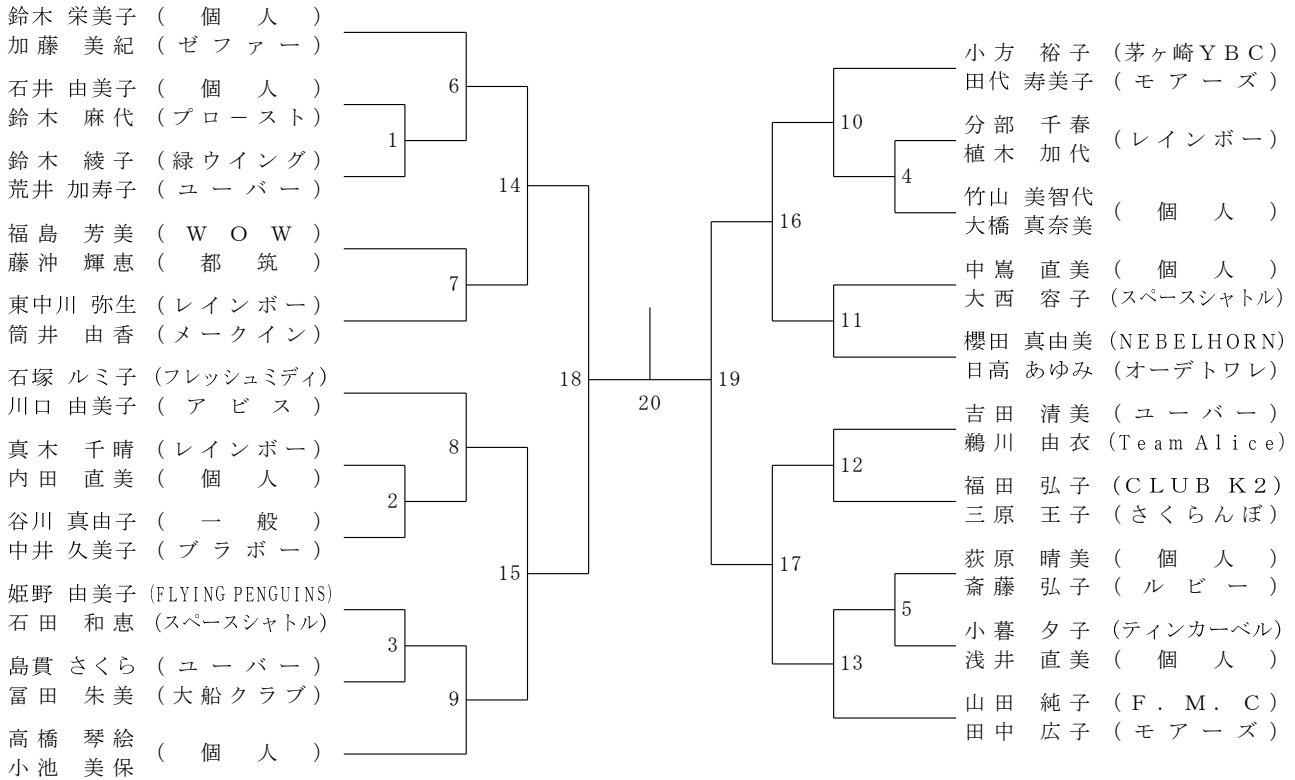 鈴木 栄美子 ( 個 人 )
加藤 美紀 (ゼファー)
石井 由美子 ( 個 人 )
鈴木 麻代 (プロースト)
鈴木 綾子 (緑ウイング)
荒井 加寿子 (ユーバー)
福島 芳美 (WOW)
藤沖 輝恵 (都筑)
東中川 弥生 (レインボー)
筒井 由香 (メークイン)
石塚 ルミ子 (フレッシュミディ)
川口 由美子 (アビス)
真木 千晴 (レインボー)
内田 直美 ( 個 人 )
谷川 真由子 (一般)
中井 久美子 (ブラボー)
姫野 由美子 (FLYING PENGUINS)
石田 和恵 (スペースシャトル)
島貫 さくら (ユーバー)
冨田 朱美 (大船クラブ)
高橋 琴絵
小池 美保
( 個 人 )
6
1
14
7
18
8
2
15
3
9
20
19
10
4
16
11
12
17
5
13
小方 裕子 (茅ヶ崎YBC)
田代 寿美子 (モアーズ)
分部 千春
植木 加代
(レインボー)
竹山 美智代
大橋 真奈美
( 個 人 )
中嶌 直美 ( 個 人 )
大西 容子 (スペースシャトル)
櫻田 真由美 (NEBELHORN)
日高 あゆみ (オーデトワレ)
吉田 清美 (ユーバー)
鵜川 由衣 (Team Alice)
福田 弘子 (CLUB K2)
三原 王子 (さくらんぼ)
荻原 晴美 ( 個 人 )
斎藤 弘子 (ルビー)
小暮 夕子 (ティンカーベル)
浅井 直美 ( 個 人 )
山田 純子 (F.M.C)
田中 広子 (モアーズ)